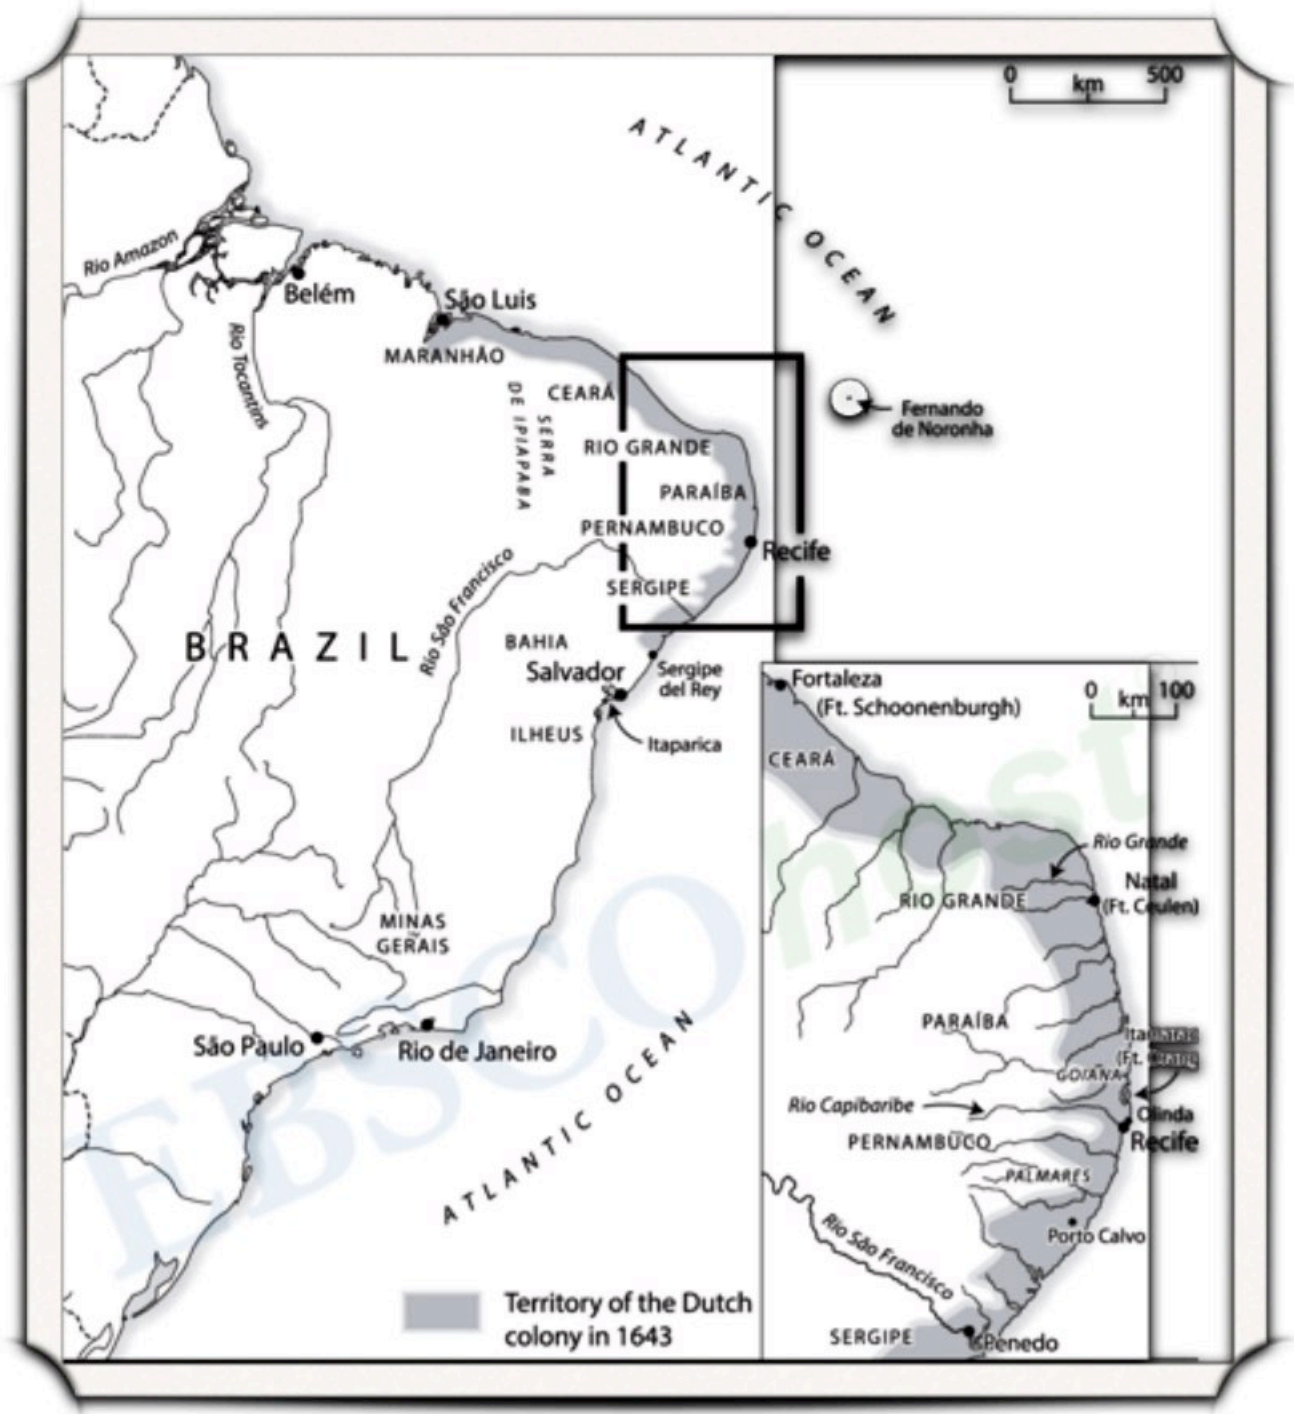 0 500
km
ATLANTIC OCEAN
Rio Amazon
Belém
São Luis
MARANHÃO
Rio Tocantins
CEARÁ
SERRA
DE IPIAPABA
Fernando
de Noronha
RIO GRANDE
PARAÍBA
PERNAMBUCO
Recife
Rio São Francisco
SERGIPE
BRAZIL
BAHIA
Salvador
Sergipe
del Rey
ILHEUS
Itaparica
MINAS
GERAIS
São Paulo
Rio de Janeiro
ATLANTIC OCEAN
EBSCOhost
Territory of the Dutch
colony in 1643
Fortaleza
(Ft. Schoonenburgh)
0 100
km
CEARÁ
Rio Grande
Natal
(Ft. Ceulen)
RIO GRANDE
PARAÍBA
(Ft.
GOIANA
Rio Capibaribe
Olinda
Recife
PERNAMBUCO
PALMARES
Porto Calvo
Rio São Francisco
SERGIPE
Penedo